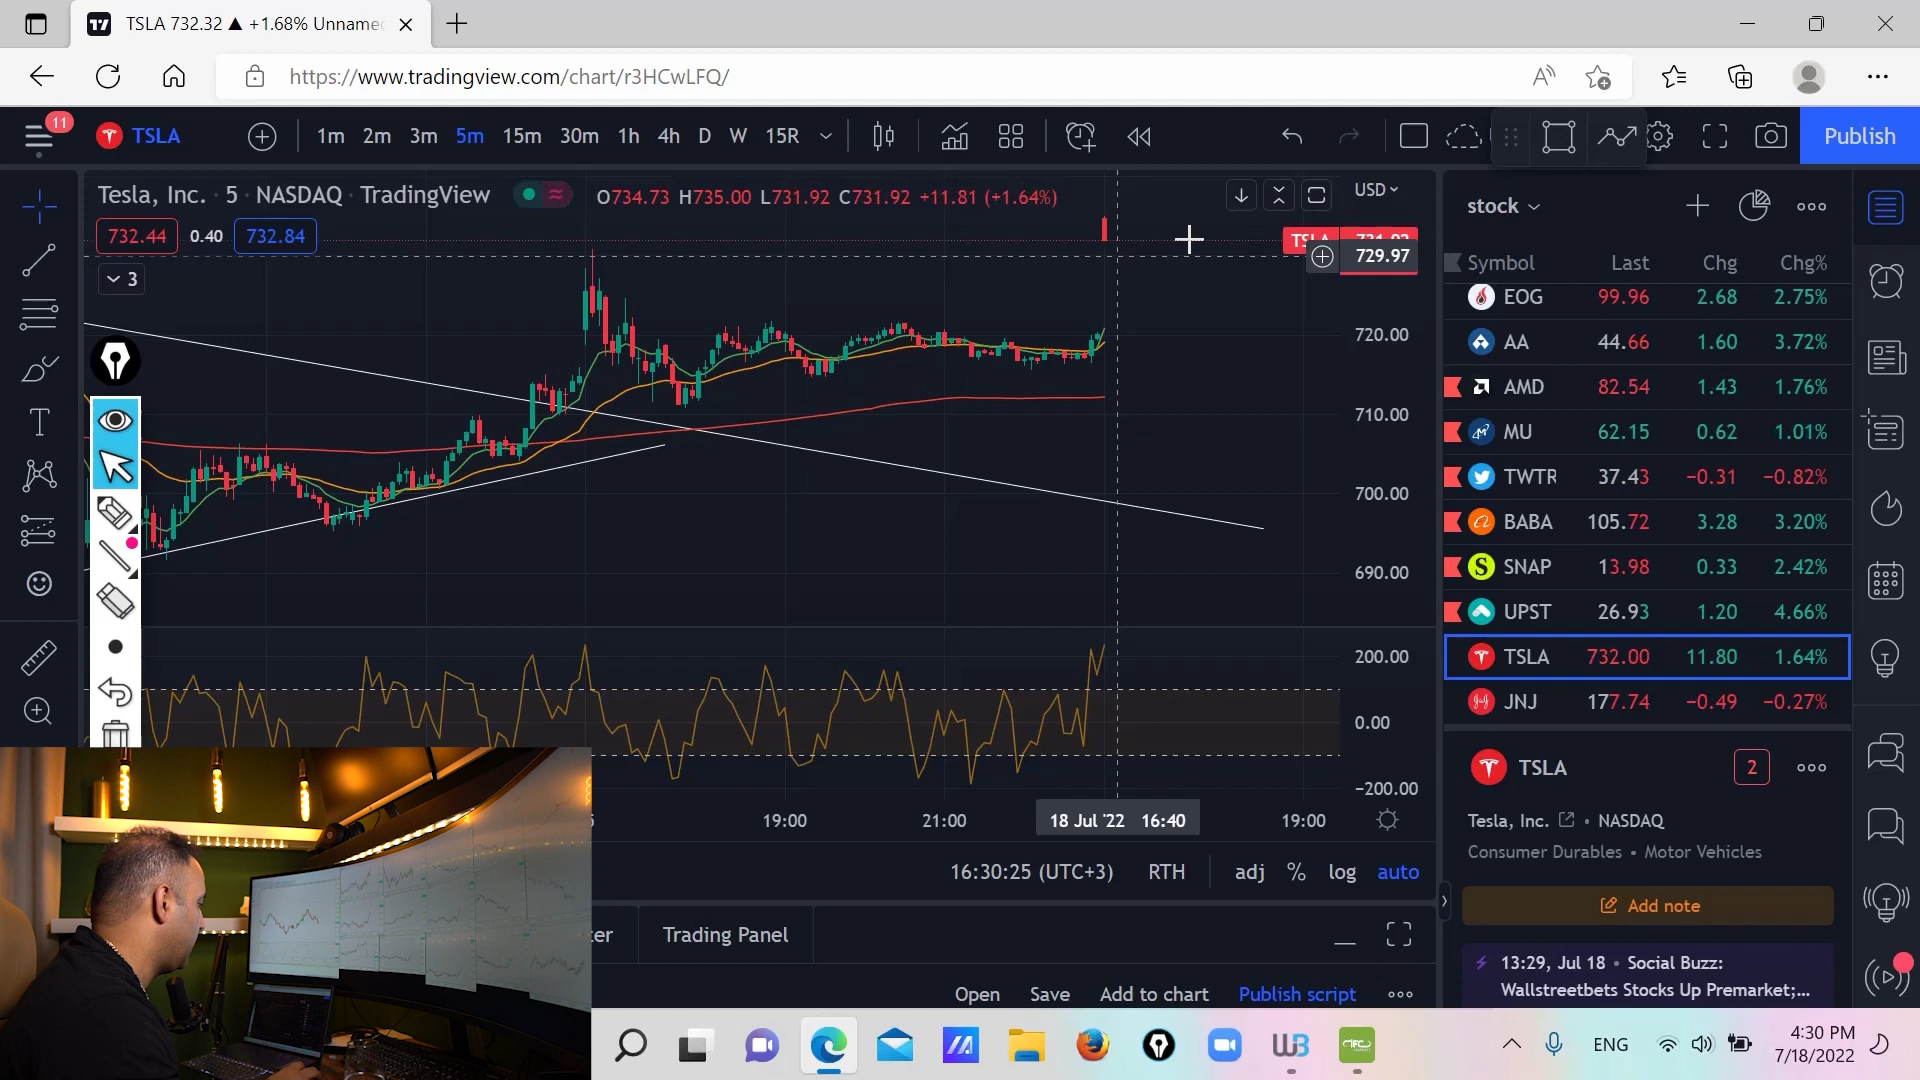 TSLA 732.32 ▲ +1.68% Unname
https://www.tradingview.com/chart/r3HCwLFQ/
11
TSLA
1m 2m 3m 5m 15m 30m 1h 4h D W 15R
Publish
Tesla, Inc. · 5 · NASDAQ · TradingView
O734.73 H735.00 L731.92 C731.92 +11.81 (+1.64%)
USD
732.44 0.40 732.84
3
729.97
720.00
710.00
700.00
690.00
200.00
0.00
−200.00
19:00 21:00 18 Jul '22 16:40 19:00
16:30:25 (UTC+3) RTH adj % log auto
Trading Panel
Open Save Add to chart Publish script
stock
Symbol Last Chg Chg%
EOG 99.96 2.68 2.75%
AA 44.66 1.60 3.72%
AMD 82.54 1.43 1.76%
MU 62.15 0.62 1.01%
TWTR 37.43 −0.31 −0.82%
BABA 105.72 3.28 3.20%
SNAP 13.98 0.33 2.42%
UPST 26.93 1.20 4.66%
TSLA 732.00 11.80 1.64%
JNJ 177.74 −0.49 −0.27%
TSLA 2
Tesla, Inc. • NASDAQ
Consumer Durables • Motor Vehicles
Add note
13:29, Jul 18 • Social Buzz:
Wallstreetbets Stocks Up Premarket;...
ENG
4:30 PM
7/18/2022